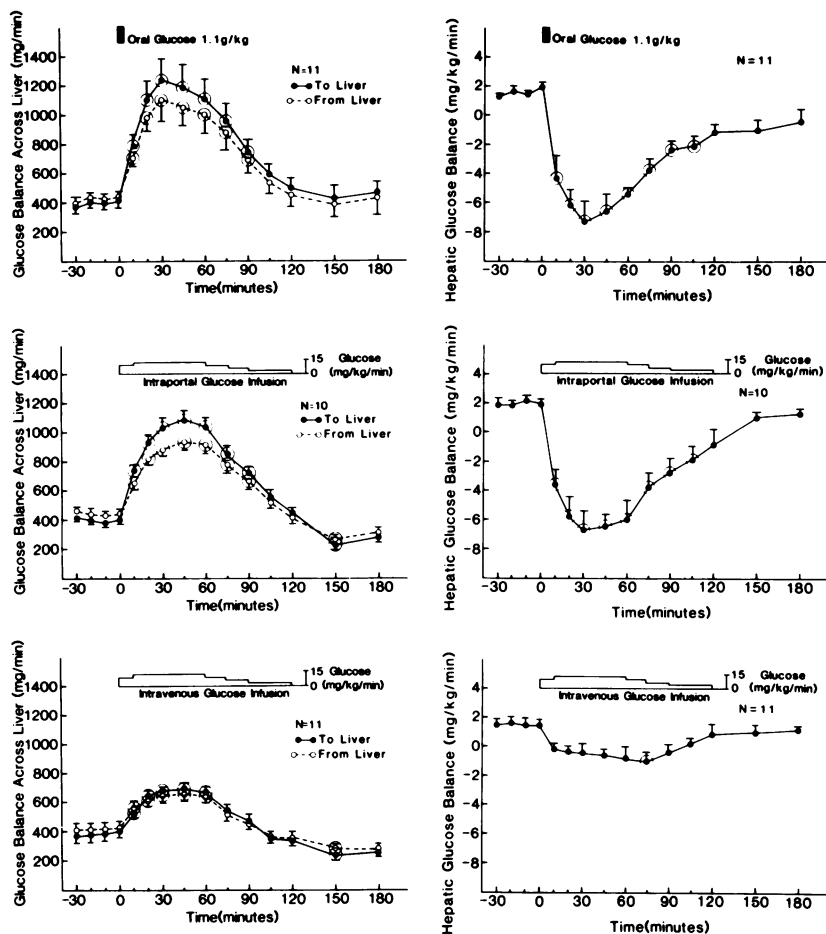 Oral Glucose 1.1g/kg
N=11
To Liver
From Liver
Glucose Balance Across Liver (mg/min)
1400
1200
1000
800
600
400
200
-30 0 30 60 90 120 150 180
Time(minutes)
Oral Glucose 1.1g/kg
N=11
Hepatic Glucose Balance (mg/kg/min)
4
2
0
-2
-4
-6
-8
-30 0 30 60 90 120 150 180
Time(minutes)
15 Glucose
0 (mg/kg/min)
Intraportal Glucose Infusion
N=10
To Liver
From Liver
Glucose Balance Across Liver (mg/min)
1400
1200
1000
800
600
400
200
-30 0 30 60 90 120 150 180
Time(minutes)
15 Glucose
0 (mg/kg/min)
Intraportal Glucose Infusion
N=10
Hepatic Glucose Balance (mg/kg/min)
4
2
0
-2
-4
-6
-8
-30 0 30 60 90 120 150 180
Time(minutes)
15 Glucose
0 (mg/kg/min)
Intravenous Glucose Infusion
N=11
To Liver
From Liver
Glucose Balance Across Liver (mg/min)
1400
1200
1000
800
600
400
200
-30 0 30 60 90 120 150 180
Time(minutes)
15 Glucose
0 (mg/kg/min)
Intravenous Glucose Infusion
N=11
Hepatic Glucose Balance (mg/kg/min)
4
2
0
-2
-4
-6
-8
-30 0 30 60 90 120 150 180
Time(minutes)